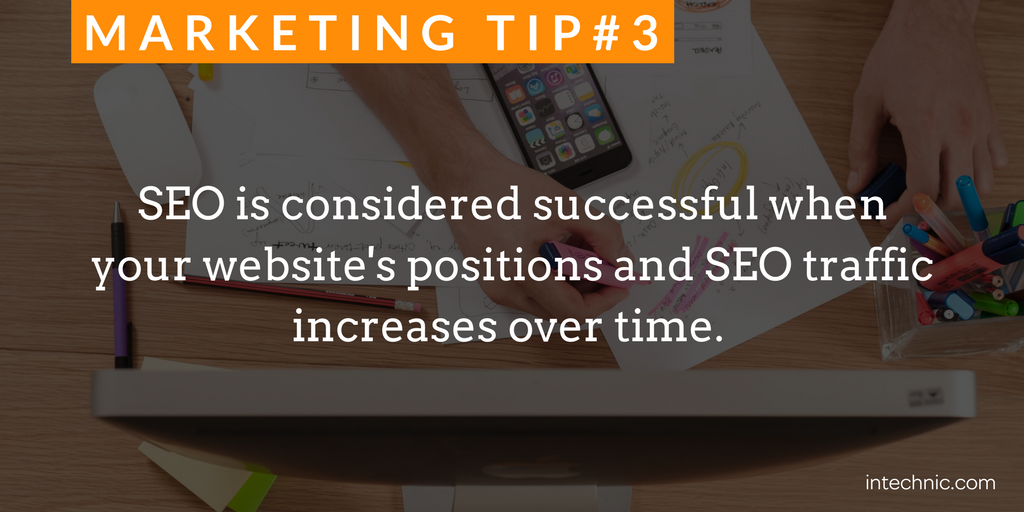 MARKETING TIP#3
SEO is considered successful when
your website's positions and SEO traffic
increases over time.
intechnic.com